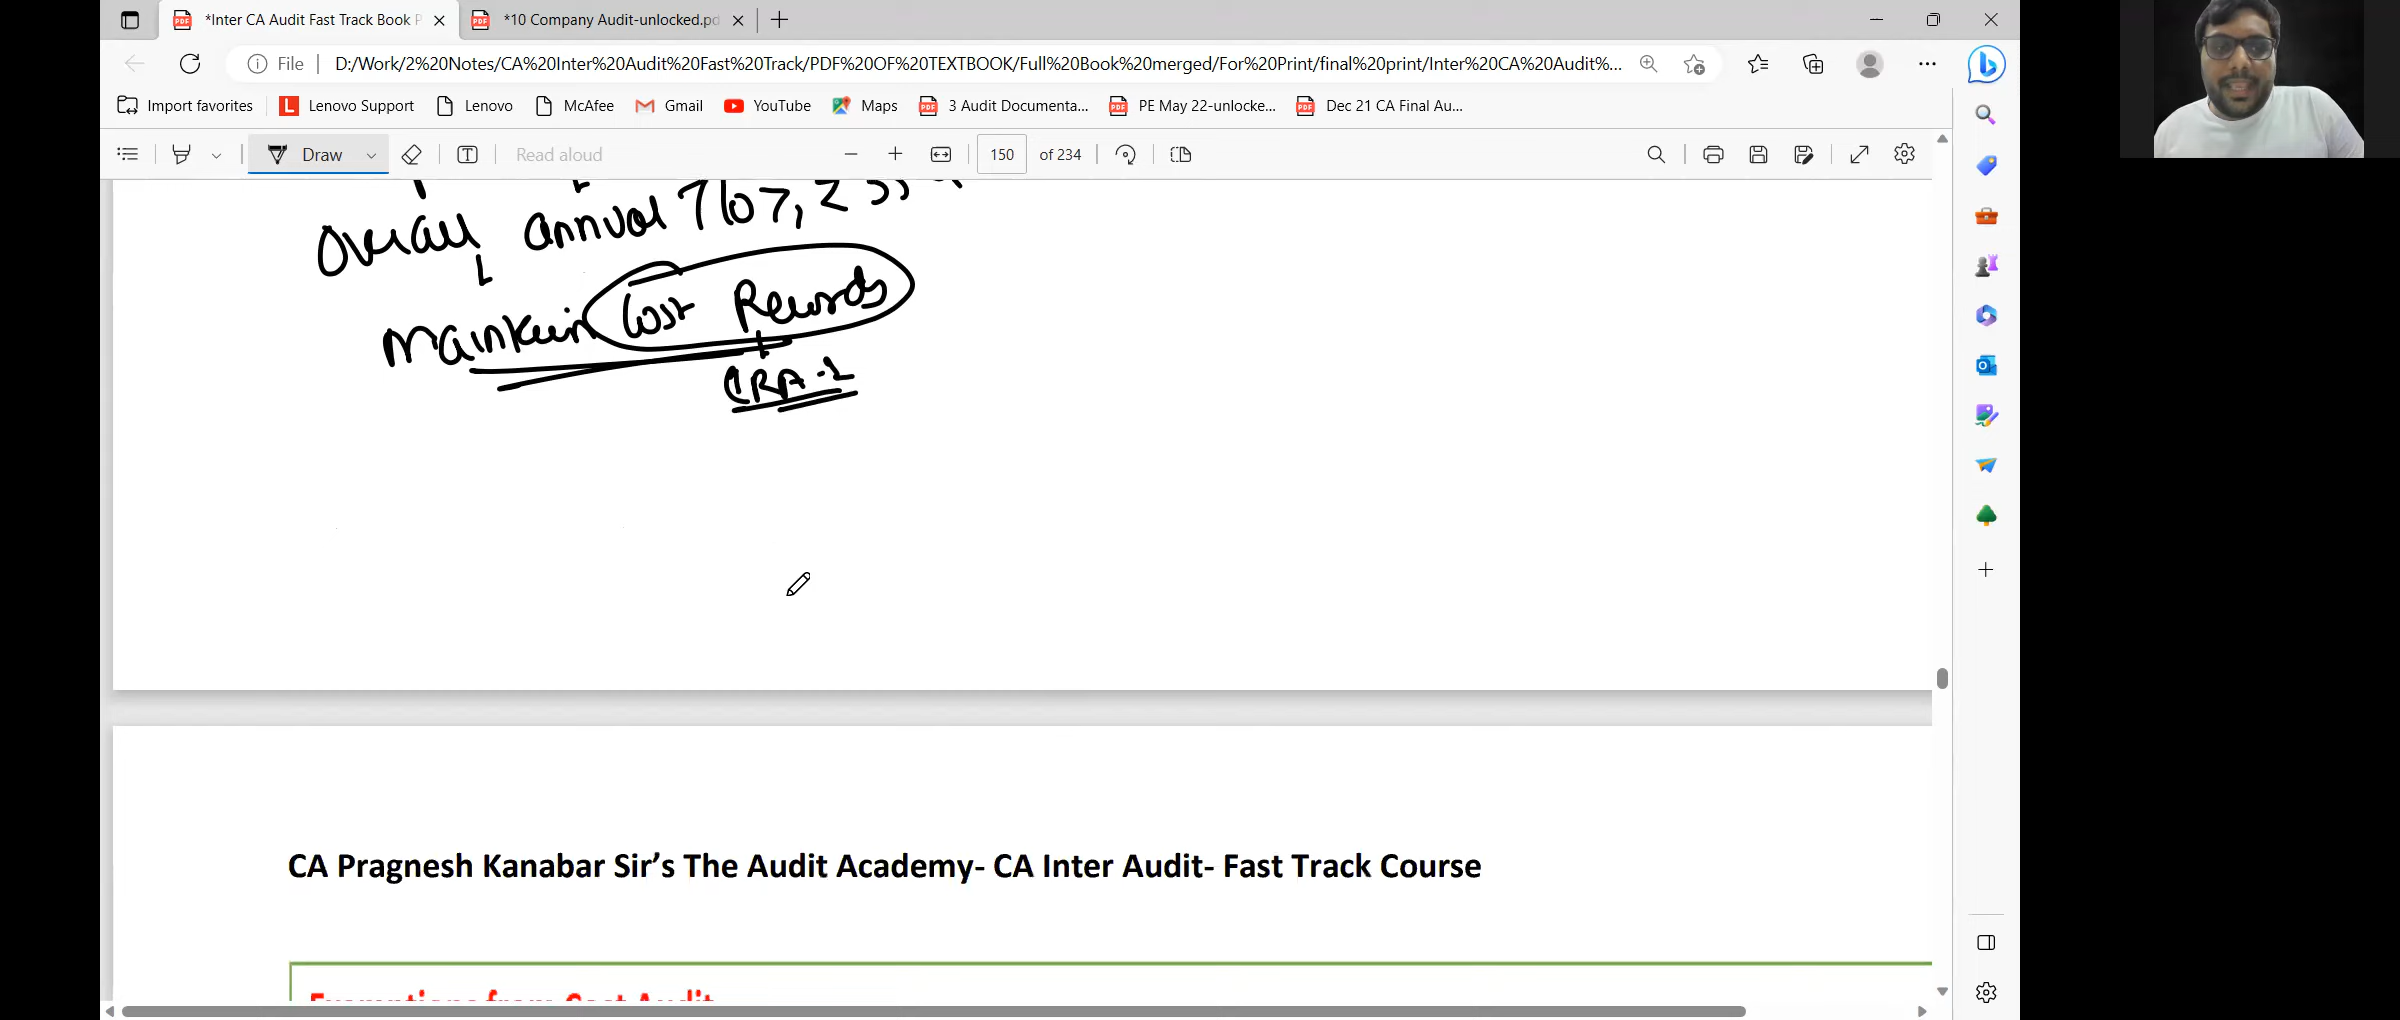 *Inter CA Audit Fast Track Book P
*10 Company Audit-unlocked.pd
File
D:/Work/2%20Notes/CA%20Inter%20Audit%20Fast%20Track/PDF%20OF%20TEXTBOOK/Full%20Book%20merged/For%20Print/final%20print/Inter%20CA%20Audit%...
Import favorites Lenovo Support Lenovo McAfee Gmail YouTube Maps 3 Audit Documenta... PE May 22-unlocke... Dec 21 CA Final Au...
Draw Read aloud 150 of 234
Overall annual T/O
Maintain Cost Records
CRA-1
CA Pragnesh Kanabar Sir’s The Audit Academy- CA Inter Audit- Fast Track Course
Exemptions from Cost Audit